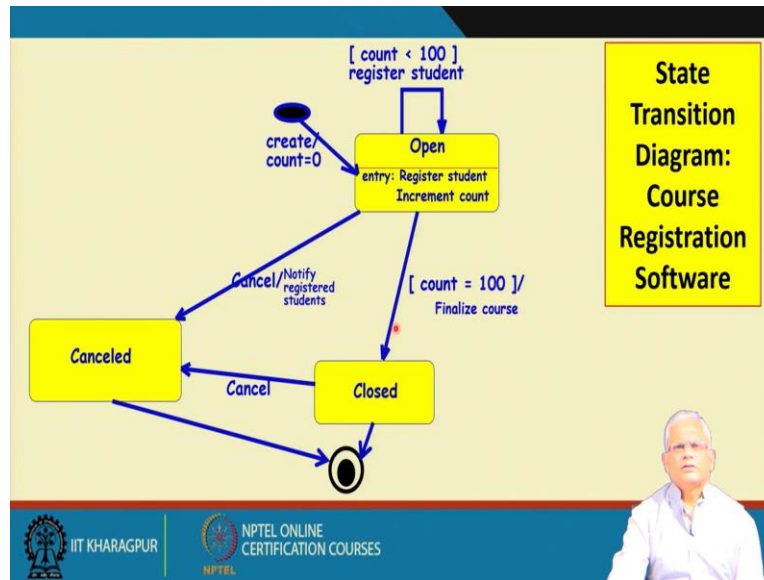 [ count < 100 ]
register student
create/
count=0
Open
entry: Register student
Increment count
Cancel/Notify
registered
students
[ count = 100 ]/
Finalize course
Canceled
Cancel
Closed
State
Transition
Diagram:
Course
Registration
Software
IIT KHARAGPUR
NPTEL
NPTEL ONLINE
CERTIFICATION COURSES